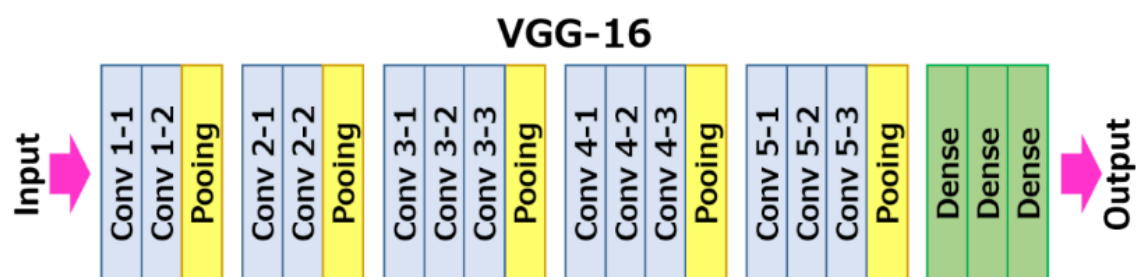 VGG-16
Input
Conv 1-1
Conv 1-2
Pooing
Conv 2-1
Conv 2-2
Pooing
Conv 3-1
Conv 3-2
Conv 3-3
Pooing
Conv 4-1
Conv 4-2
Conv 4-3
Pooing
Conv 5-1
Conv 5-2
Conv 5-3
Pooing
Dense
Dense
Dense
Output